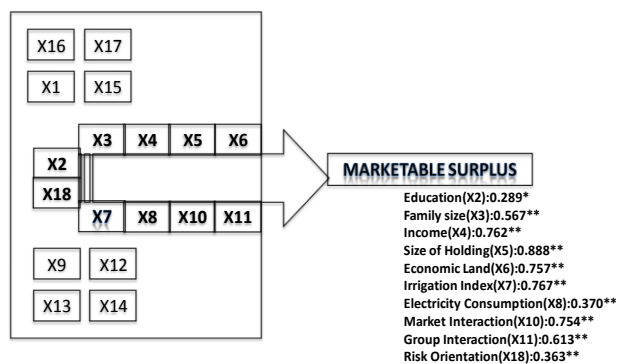 X16 X17
X1 X15
X3 X4 X5 X6
X2
MARKETABLE SURPLUS
X18
Education(X2):0.289*
X7 X8 X10 X11
Family size(X3):0.567**
Income(X4):0.762**
Size of Holding(X5):0.888**
X9 X12
Economic Land(X6):0.757**
Irrigation Index(X7):0.767**
Electricity Consumption(X8):0.370**
X13 X14
Market Interaction(X10):0.754**
Group Interaction(X11):0.613**
Risk Orientation(X18):0.363**